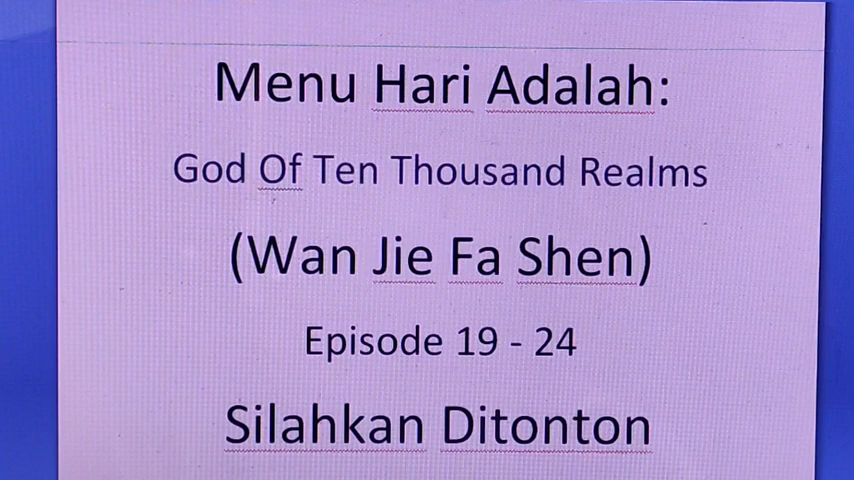 Menu Hari Adalah:
God Of Ten Thousand Realms
(Wan Jie Fa Shen)
Episode 19 - 24
Silahkan Ditonton